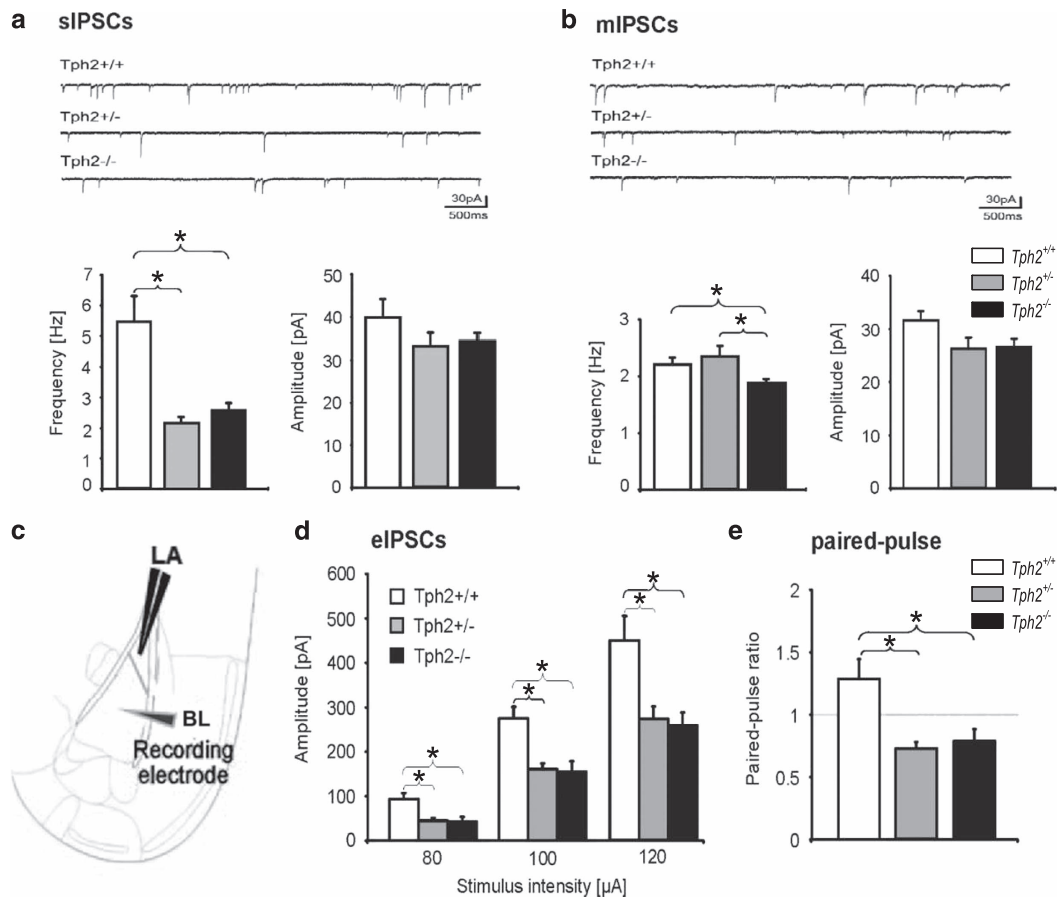 a sIPSCs
Tph2+/+
Tph2+/-
Tph2-/-
30pA
500ms
*
*
7
6
5
4
3
2
1
0
Frequency [Hz]
50
40
30
20
10
0
Amplitude [pA]
b mIPSCs
Tph2+/+
Tph2+/-
Tph2-/-
30pA
500ms
*
*
3
2
1
0
Frequency [Hz]
40
30
20
10
0
Amplitude [pA]
Tph2+/+
Tph2+/-
Tph2-/-
c
LA
BL
Recording
electrode
d eIPSCs
600
500
400
300
200
100
0
Amplitude [pA]
Tph2+/+
Tph2+/-
Tph2-/-
*
*
*
*
*
*
80 100 120
Stimulus intensity [µA]
e paired-pulse
Tph2+/+
Tph2+/-
Tph2-/-
2
1.5
1
0.5
0
Paired-pulse ratio
*
*